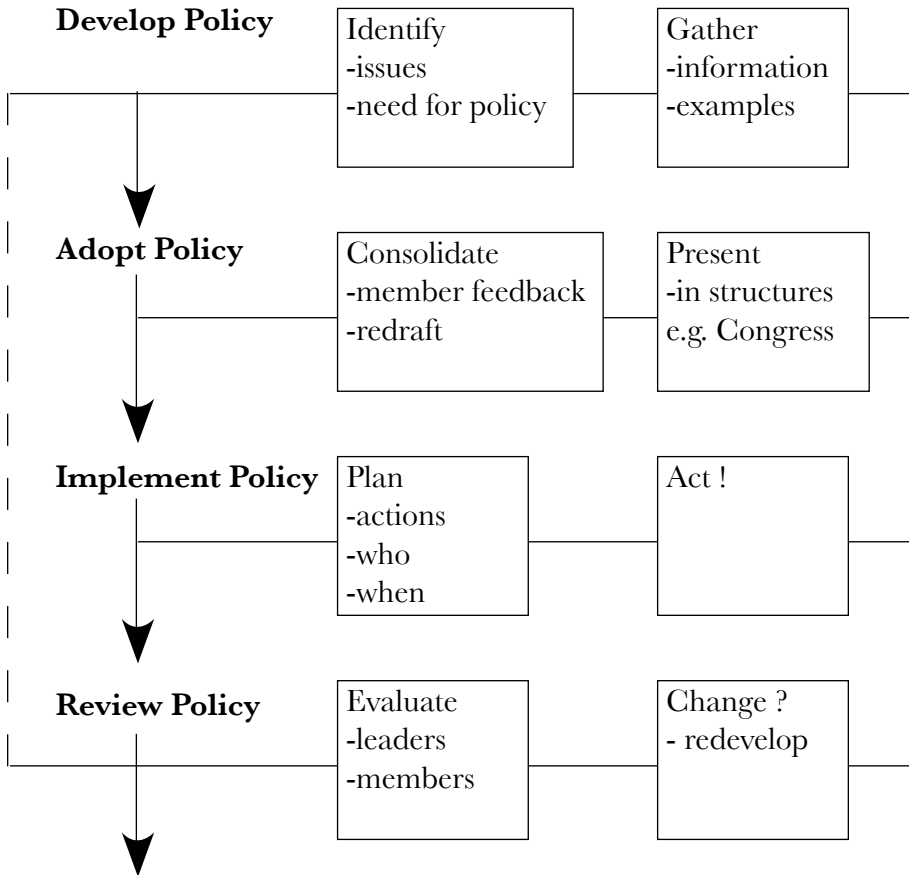 Develop Policy
Identify
-issues
-need for policy
Gather
-information
-examples
Adopt Policy
Consolidate
-member feedback
-redraft
Present
-in structures
e.g. Congress
Implement Policy
Plan
-actions
-who
-when
Act !
Review Policy
Evaluate
-leaders
-members
Change ?
- redevelop